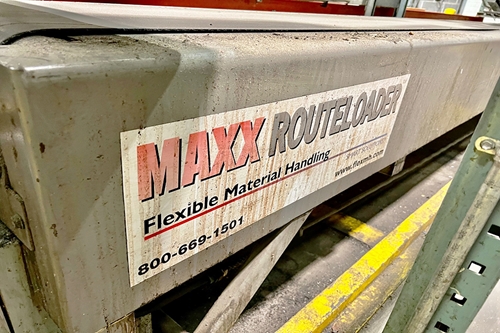 MAXX ROUTELOADER
Flexible Material Handling
www.flexmh.com
800-669-1501